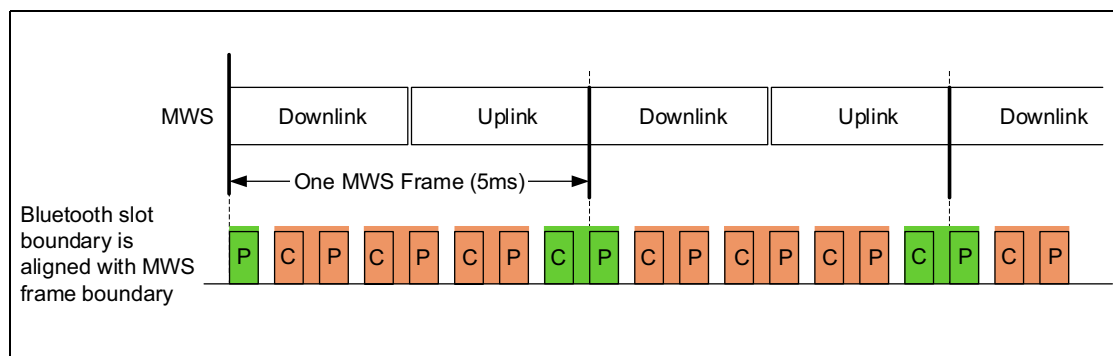 MWS Downlink Uplink Downlink Uplink Downlink
One MWS Frame (5ms)
Bluetooth slot
boundary is
aligned with MWS
frame boundary
P C P C P C P C P C P C P C P C P C P